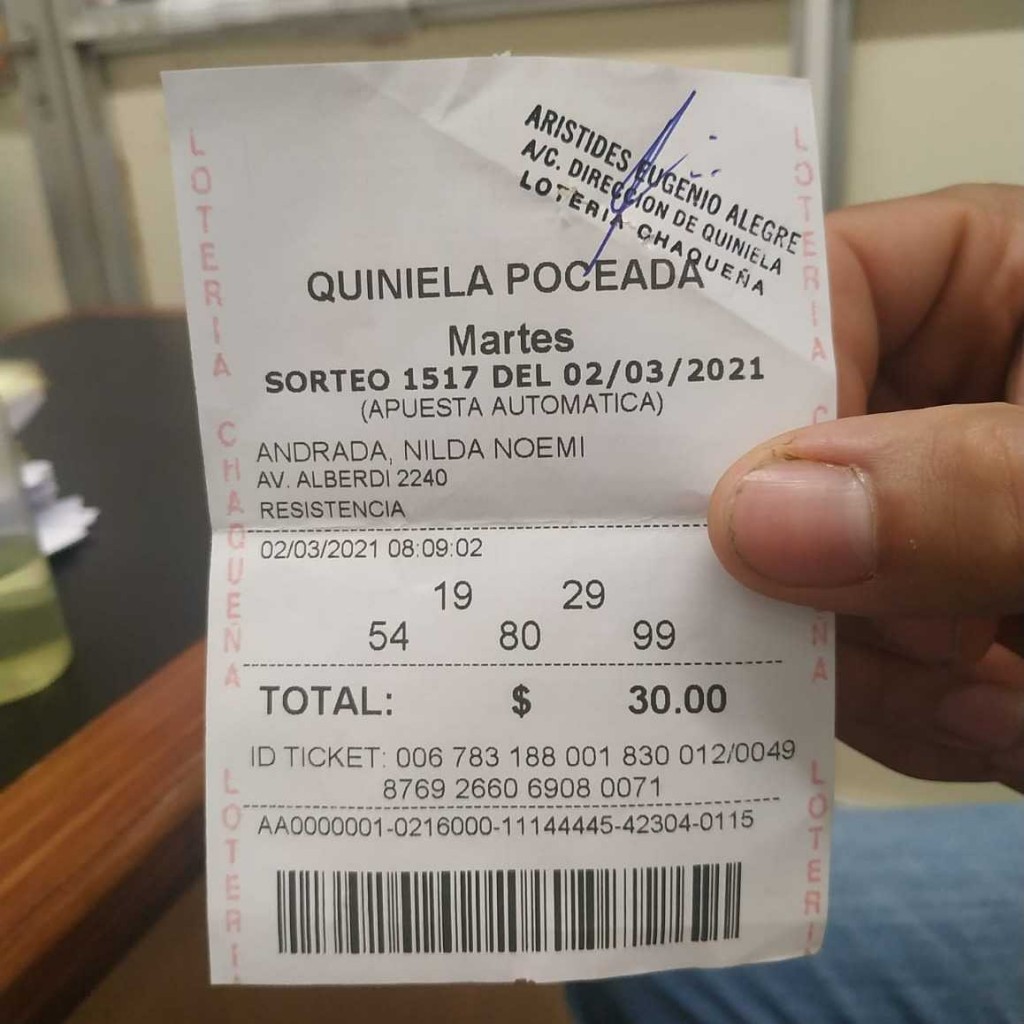 ARISTIDES EUGENIO ALEGRE
A/C. DIRECCION DE QUINIELA
LOTERIA CHAQUEÑA
QUINIELA POCEADA
Martes
SORTEO 1517 DEL 02/03/2021
(APUESTA AUTOMATICA)
ANDRADA, NILDA NOEMI
AV. ALBERDI 2240
RESISTENCIA
02/03/2021 08:09:02
19 29
54 80 99
TOTAL: $ 30.00
ID TICKET: 006 783 188 001 830 012/0049
8769 2660 6908 0071
AA0000001-0216000-11144445-42304-0115
LOTERIA CHAQUEÑA LOTERI
LOTERIA C ÑA LOTERI